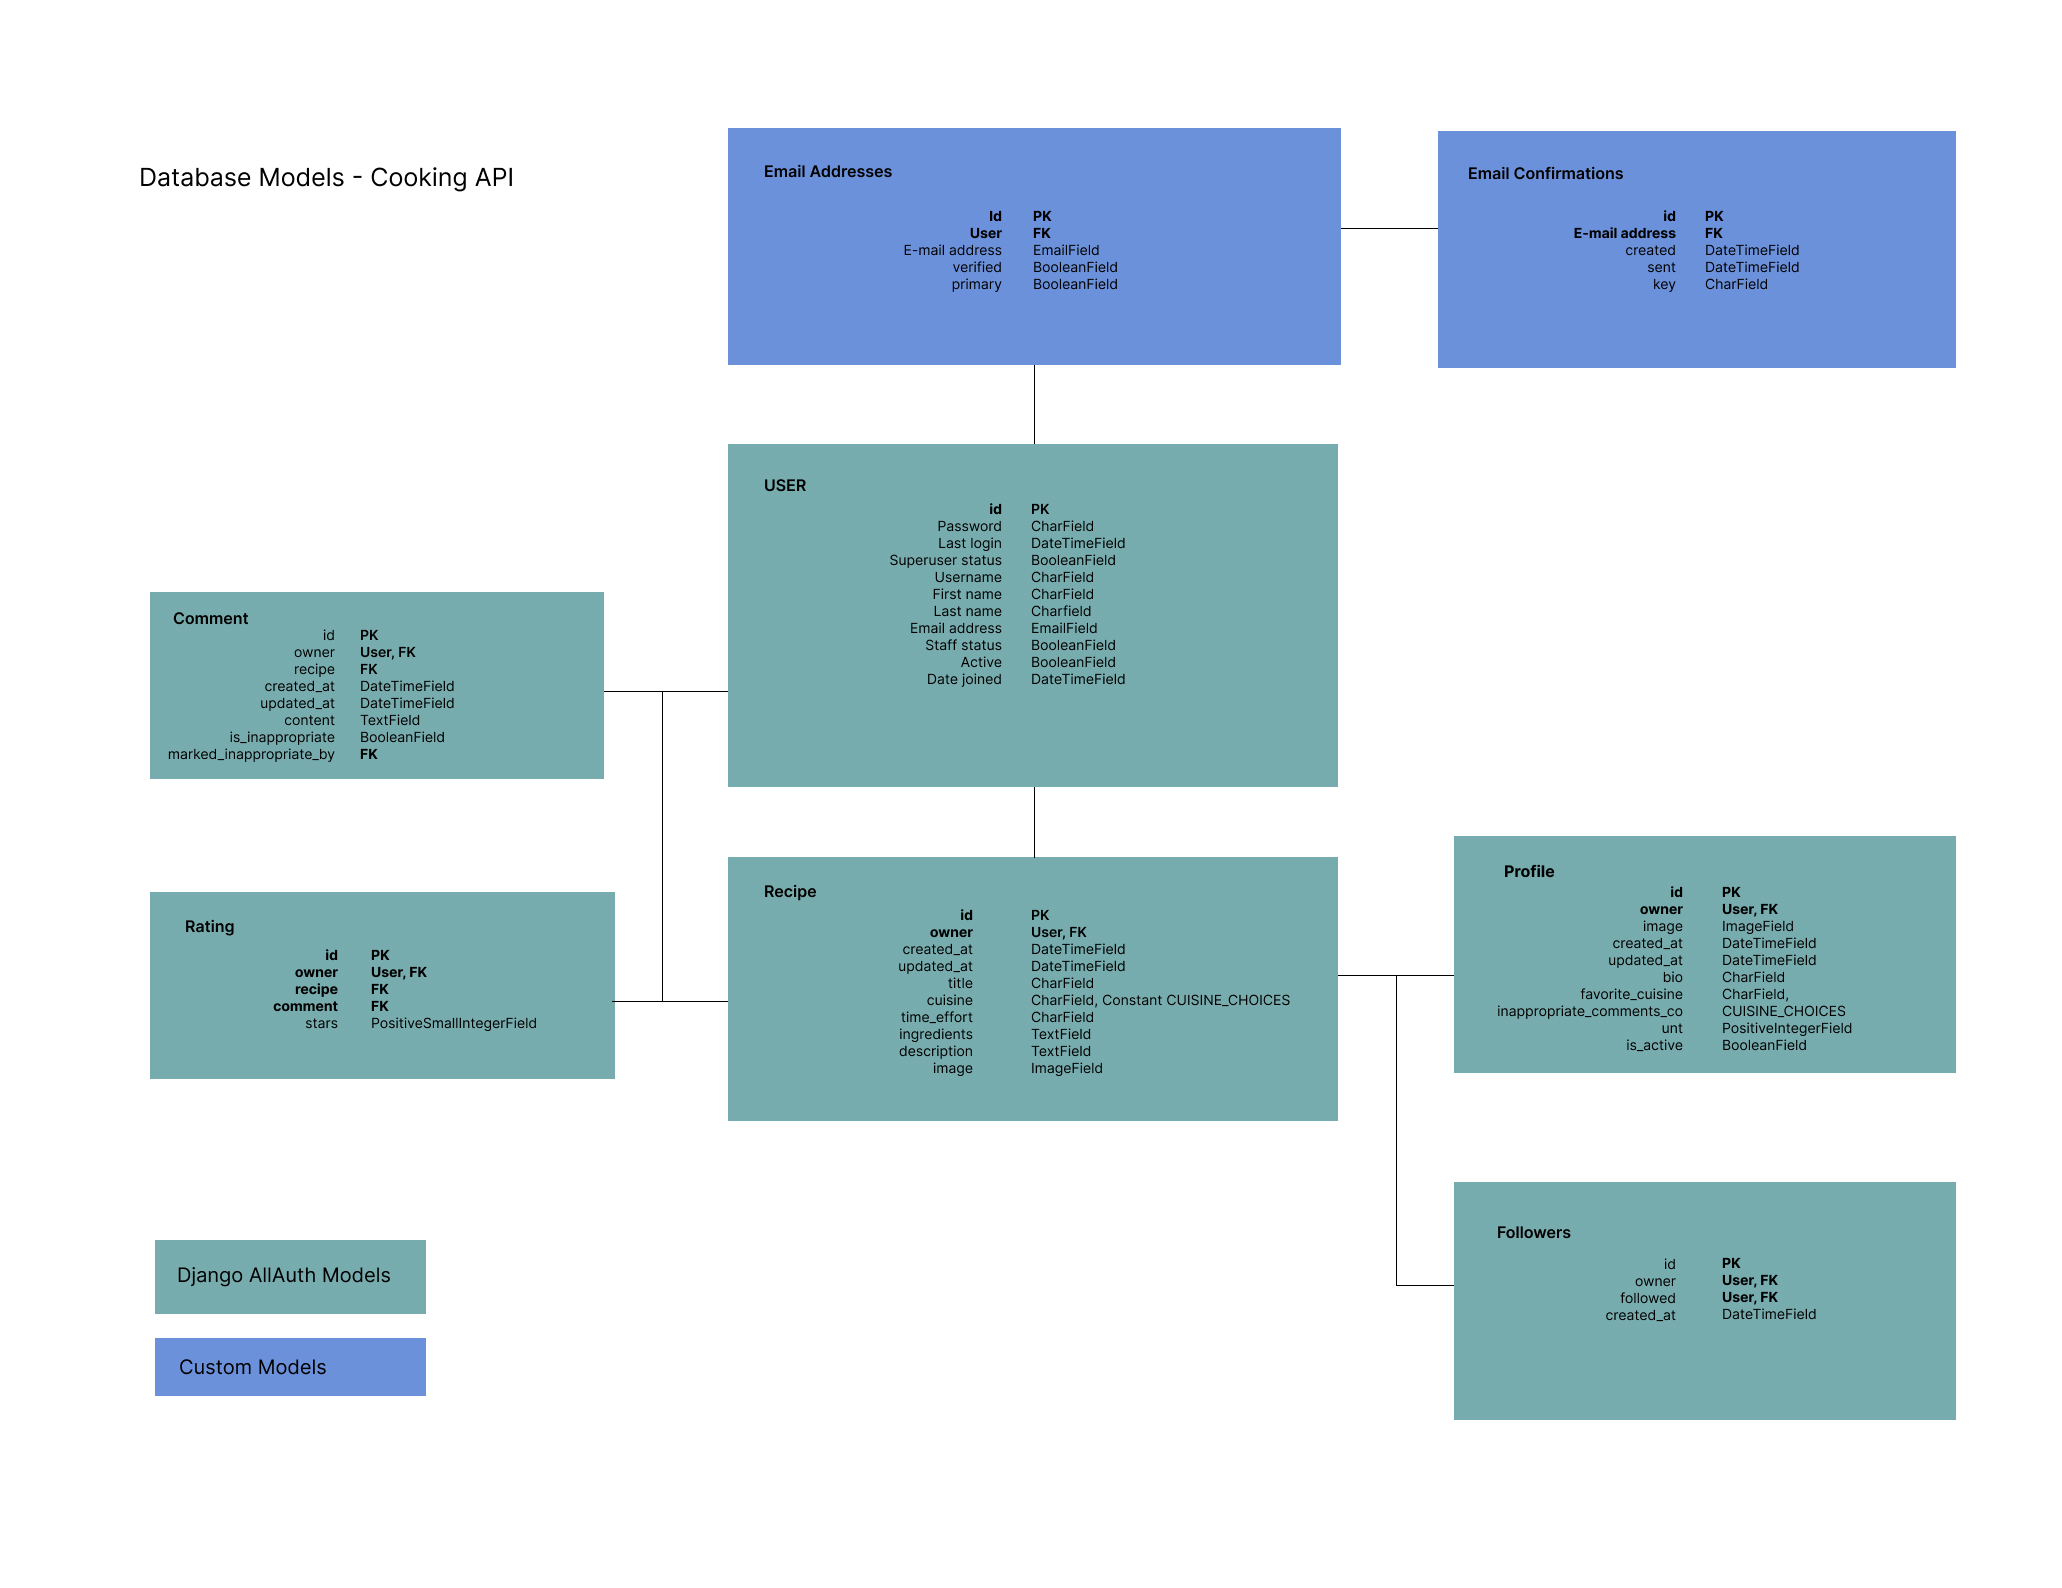 Database Models - Cooking API
Email Addresses
Id PK
User FK
E-mail address EmailField
verified BooleanField
primary BooleanField
Email Confirmations
id PK
E-mail address FK
created DateTimeField
sent DateTimeField
key CharField
USER
id PK
Password CharField
Last login DateTimeField
Superuser status BooleanField
Username CharField
First name CharField
Last name Charfield
Email address EmailField
Staff status BooleanField
Active BooleanField
Date joined DateTimeField
Comment
id PK
owner User, FK
recipe FK
created_at DateTimeField
updated_at DateTimeField
content TextField
is_inappropriate BooleanField
marked_inappropriate_by FK
Rating
id PK
owner User, FK
recipe FK
comment FK
stars PositiveSmallIntegerField
Recipe
id PK
owner User, FK
created_at DateTimeField
updated_at DateTimeField
title CharField
cuisine CharField, Constant CUISINE_CHOICES
time_effort CharField
ingredients TextField
description TextField
image ImageField
Profile
id PK
owner User, FK
image ImageField
created_at DateTimeField
updated_at DateTimeField
bio CharField
favorite_cuisine CharField,
inappropriate_comments_co CUISINE_CHOICES
unt PositiveIntegerField
is_active BooleanField
Followers
id PK
owner User, FK
followed User, FK
created_at DateTimeField
Django AllAuth Models
Custom Models